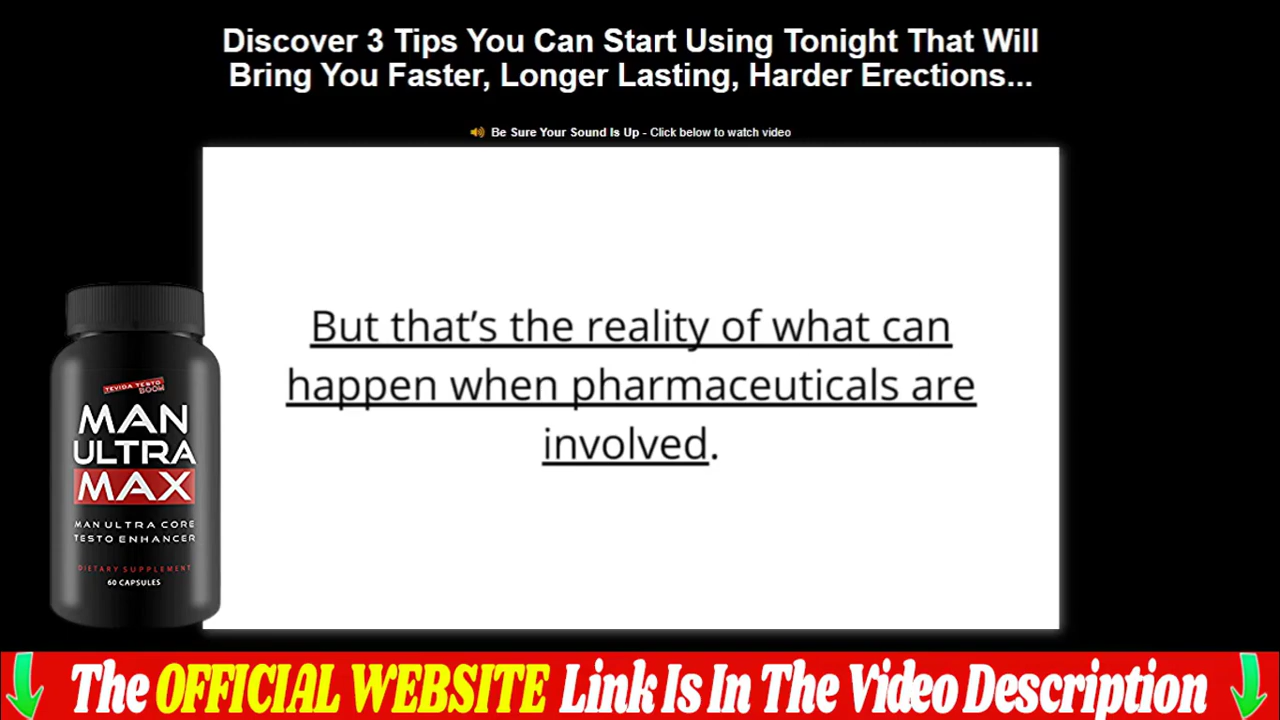 Discover 3 Tips You Can Start Using Tonight That Will
Bring You Faster, Longer Lasting, Harder Erections...
Be Sure Your Sound Is Up - Click below to watch video
But that’s the reality of what can
happen when pharmaceuticals are
involved.
TEVIDA TESTO
BOOM
MAN
ULTRA
MAX
MAN ULTRA CORE
TESTO ENHANCER
DIETARY SUPPLEMENT
60 CAPSULES
The OFFICIAL WEBSITE Link Is In The Video Description